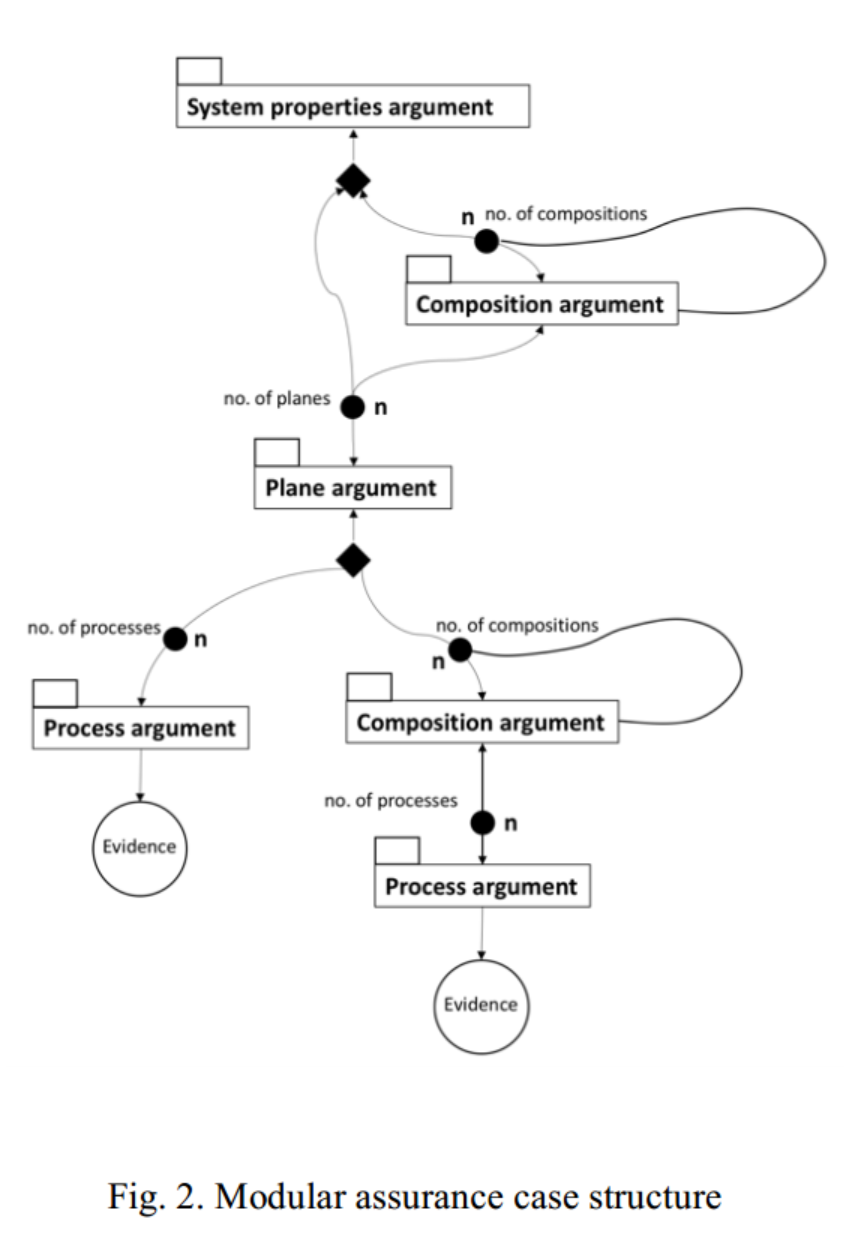 System properties argument
n no. of compositions
Composition argument
no. of planes n
Plane argument
no. of processes n
no. of compositions
n
Process argument
Composition argument
Evidence
no. of processes n
Process argument
Evidence
Fig. 2. Modular assurance case structure